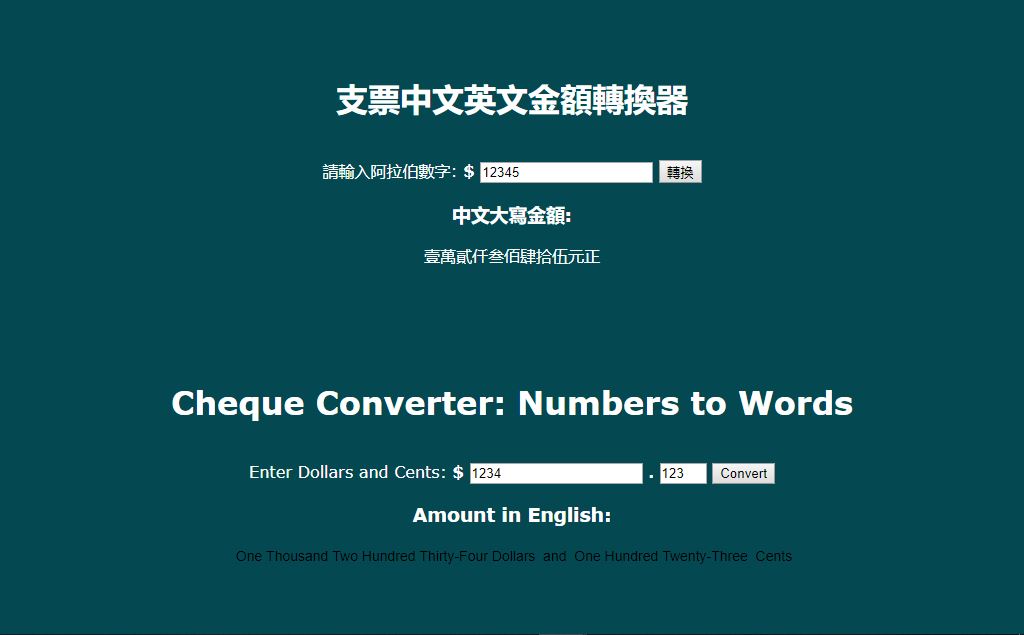 支票中文英文金額轉換器
請輸入阿拉伯數字: $ 12345 轉換
中文大寫金額:
壹萬貳仟叁佰肆拾伍元正
Cheque Converter: Numbers to Words
Enter Dollars and Cents: $ 1234 . 123 Convert
Amount in English:
One Thousand Two Hundred Thirty-Four Dollars and One Hundred Twenty-Three Cents